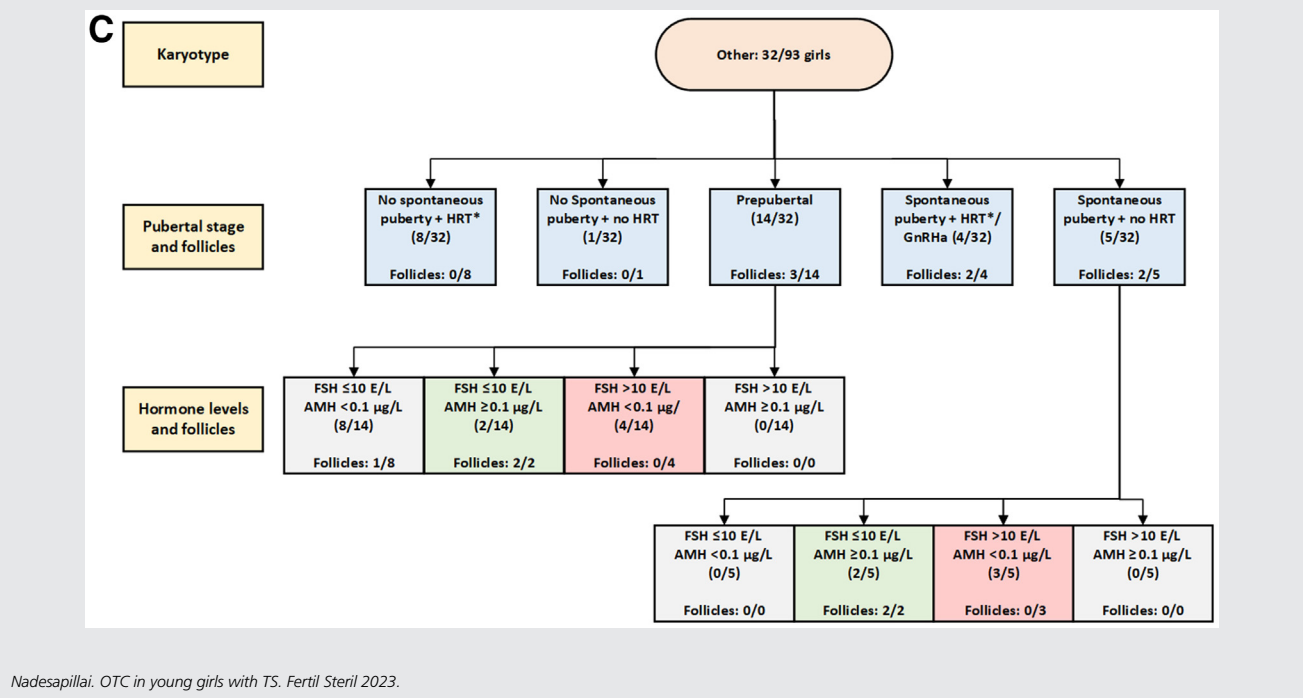 C
Karyotype
Other: 32/93 girls
Pubertal stage
and follicles
No spontaneous
puberty + HRT*
(8/32)
Follicles: 0/8
No Spontaneous
puberty + no HRT
(1/32)
Follicles: 0/1
Prepubertal
(14/32)
Follicles: 3/14
Spontaneous
puberty + HRT*/
GnRHa (4/32)
Follicles: 2/4
Spontaneous
puberty + no HRT
(5/32)
Follicles: 2/5
Hormone levels
and follicles
FSH ≤10 E/L
AMH <0.1 µg/L
(8/14)
Follicles: 1/8
FSH ≤10 E/L
AMH ≥0.1 µg/L
(2/14)
Follicles: 2/2
FSH >10 E/L
AMH <0.1 µg/
(4/14)
Follicles: 0/4
FSH >10 E/L
AMH ≥0.1 µg/L
(0/14)
Follicles: 0/0
FSH ≤10 E/L
AMH <0.1 µg/L
(0/5)
Follicles: 0/0
FSH ≤10 E/L
AMH ≥0.1 µg/L
(2/5)
Follicles: 2/2
FSH >10 E/L
AMH <0.1 µg/L
(3/5)
Follicles: 0/3
FSH >10 E/L
AMH ≥0.1 µg/L
(0/5)
Follicles: 0/0
Nadesapillai. OTC in young girls with TS. Fertil Steril 2023.